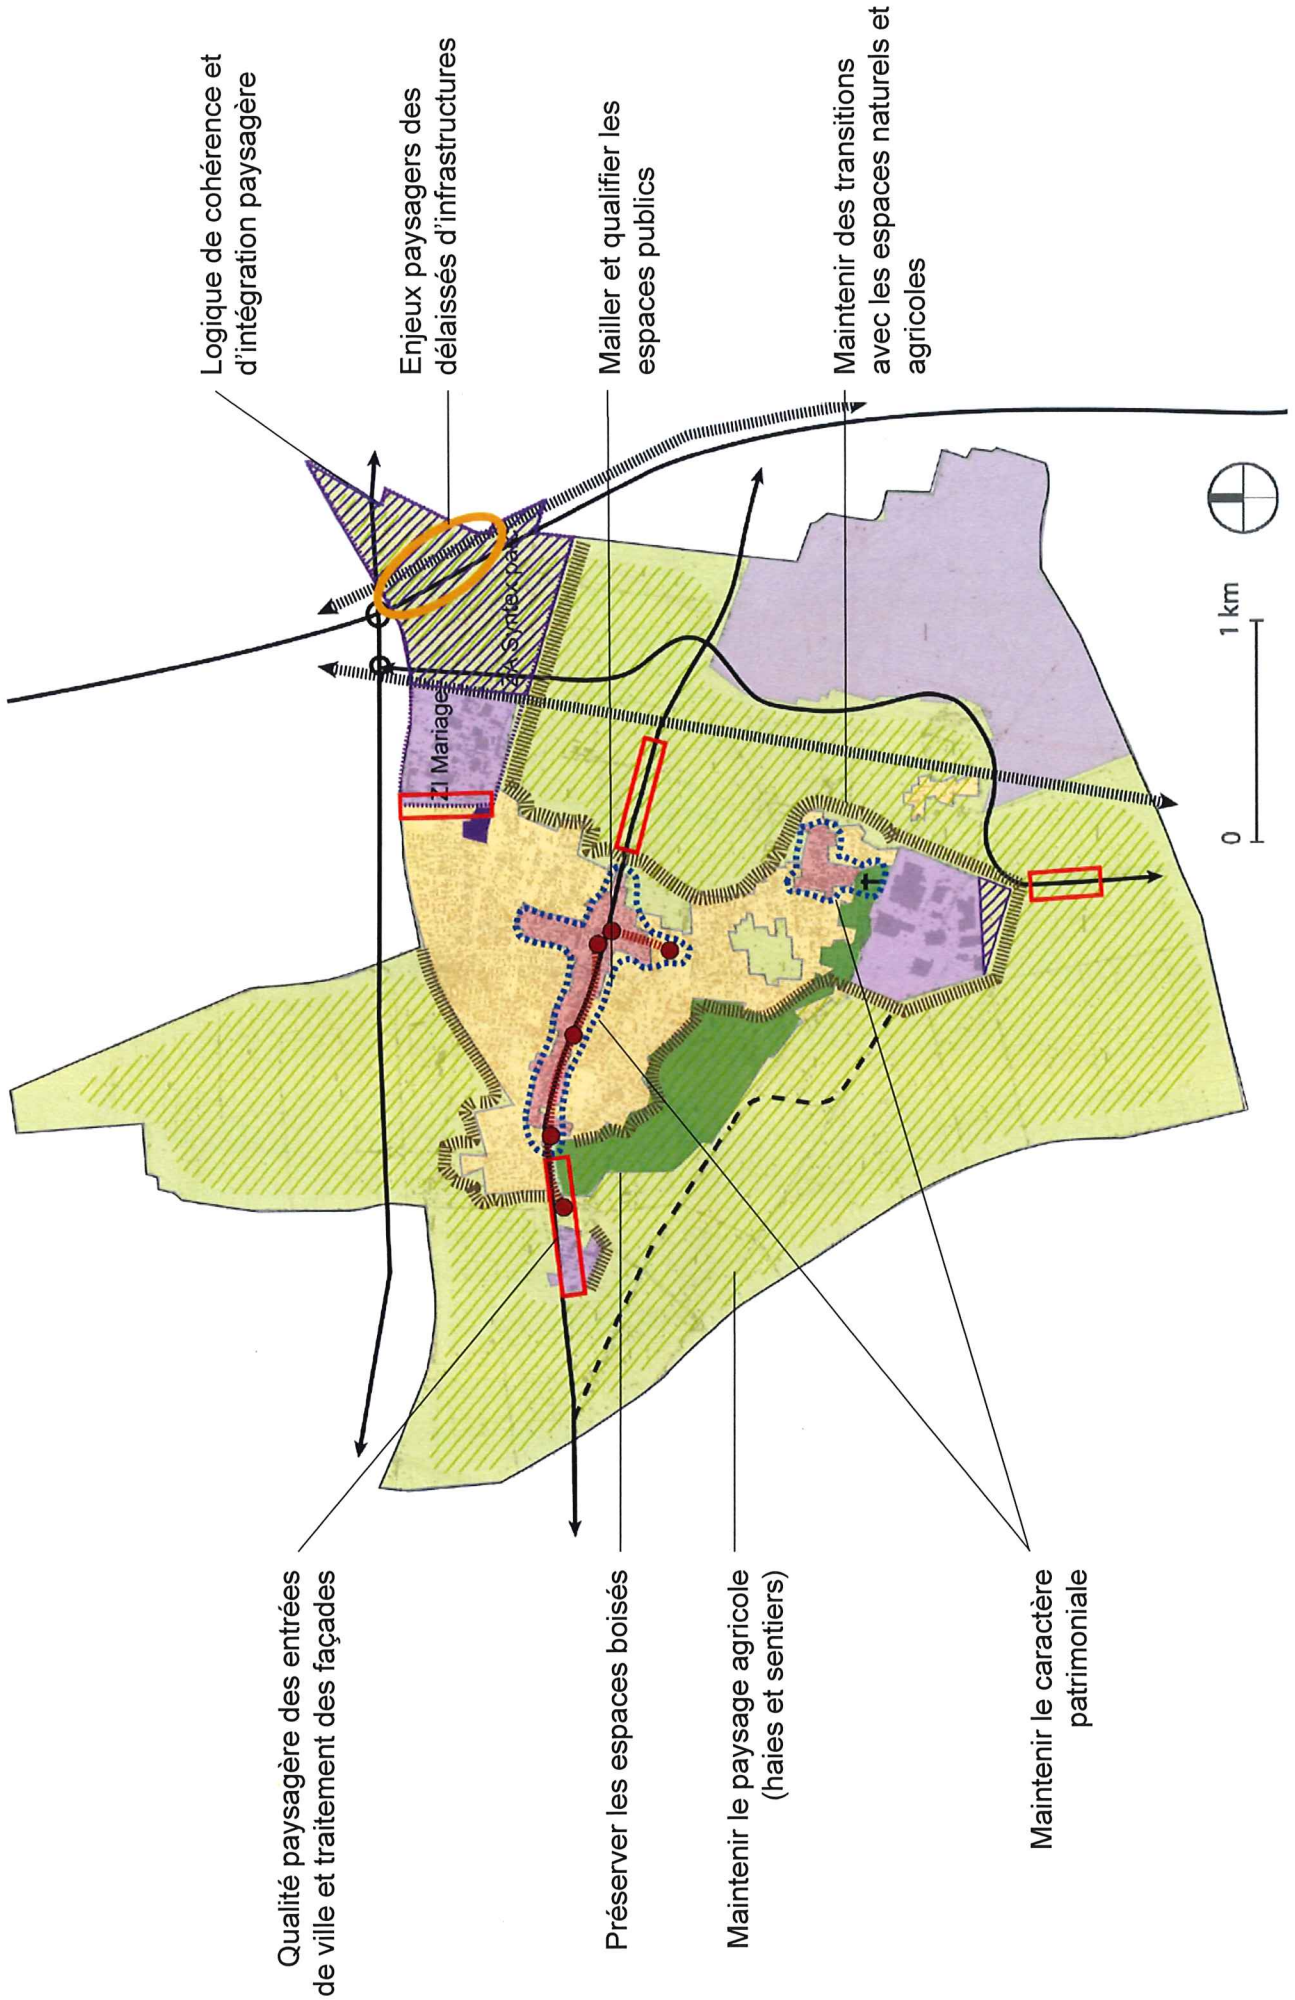 Qualité paysagère des entrées
de ville et traitement des façades
Préserver les espaces boisés
Maintenir le paysage agricole
(haies et sentiers)
Maintenir le caractère
patrimoniale
Logique de cohérence et
d'intégration paysagère
Enjeux paysagers des
délaissés d'infrastructures
Mailler et qualifier les
espaces publics
Maintenir des transitions
avec les espaces naturels et
agricoles
ZI Mariage
0
1 km